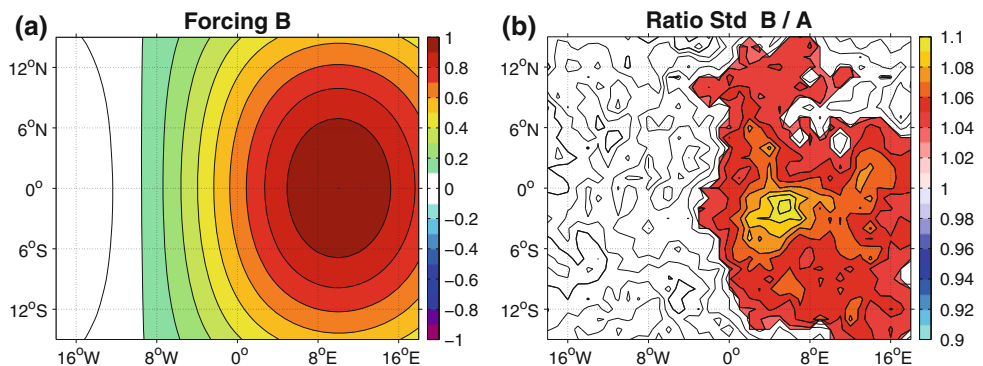 (a) Forcing B
12°N
6°N
0°
6°S
12°S
16°W 8°W 0° 8°E 16°E
1
0.8
0.6
0.4
0.2
0
−0.2
−0.4
−0.6
−0.8
−1
(b) Ratio Std B / A
12°N
6°N
0°
6°S
12°S
16°W 8°W 0° 8°E 16°E
1.1
1.08
1.06
1.04
1.02
1
0.98
0.96
0.94
0.92
0.9